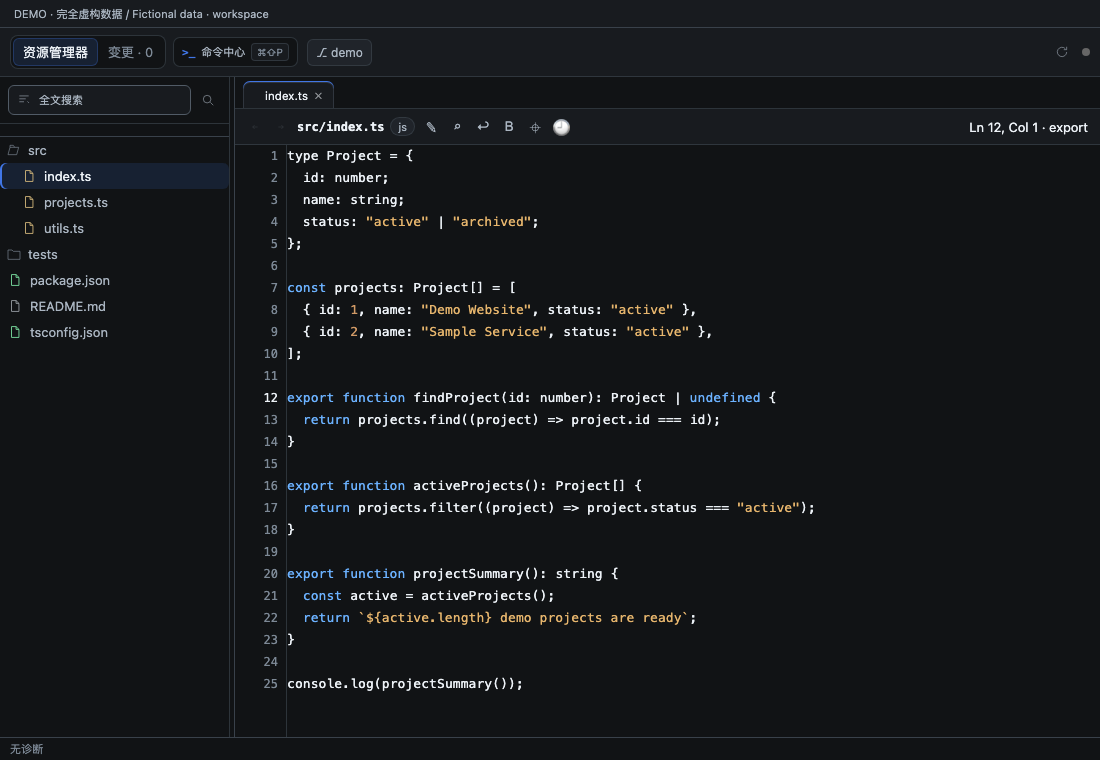 DEMO · 完全虚构数据 / Fictional data · workspace
资源管理器 变更 · 0 >_ 命令中心 ⌘⇧P demo
全文搜索
index.ts ×
src/index.ts js B Ln 12, Col 1 · export
src
index.ts
projects.ts
utils.ts
tests
package.json
README.md
tsconfig.json
1 type Project = {
2   id: number;
3   name: string;
4   status: "active" | "archived";
5 };
6
7 const projects: Project[] = [
8   { id: 1, name: "Demo Website", status: "active" },
9   { id: 2, name: "Sample Service", status: "active" },
10 ];
11
12 export function findProject(id: number): Project | undefined {
13   return projects.find((project) => project.id === id);
14 }
15
16 export function activeProjects(): Project[] {
17   return projects.filter((project) => project.status === "active");
18 }
19
20 export function projectSummary(): string {
21   const active = activeProjects();
22   return `${active.length} demo projects are ready`;
23 }
24
25 console.log(projectSummary());
无诊断